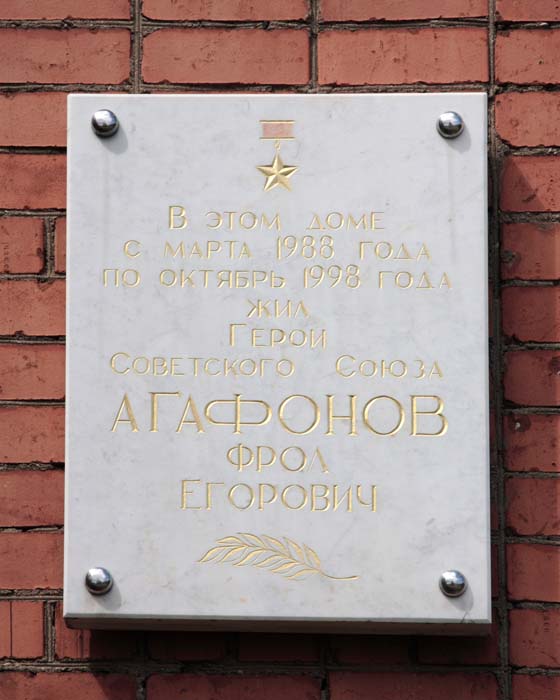 В ЭТОМ ДОМЕ
С МАРТА 1988 ГОДА
ПО ОКТЯБРЬ 1998 ГОДА
ЖИЛ
ГЕРОЙ
СОВЕТСКОГО СОЮЗА
АГАФОНОВ
ФРОЛ
ЕГОРОВИЧ